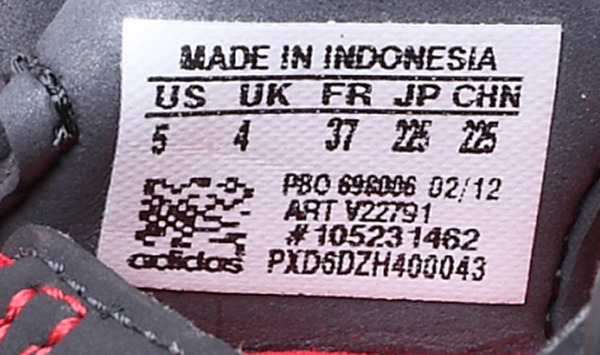 MADE IN INDONESIA
US UK FR JP CHN
5 4 37 225 225
PBO 698006 02/12
ART V22791
#105231462
adidas PXD6DZH400043